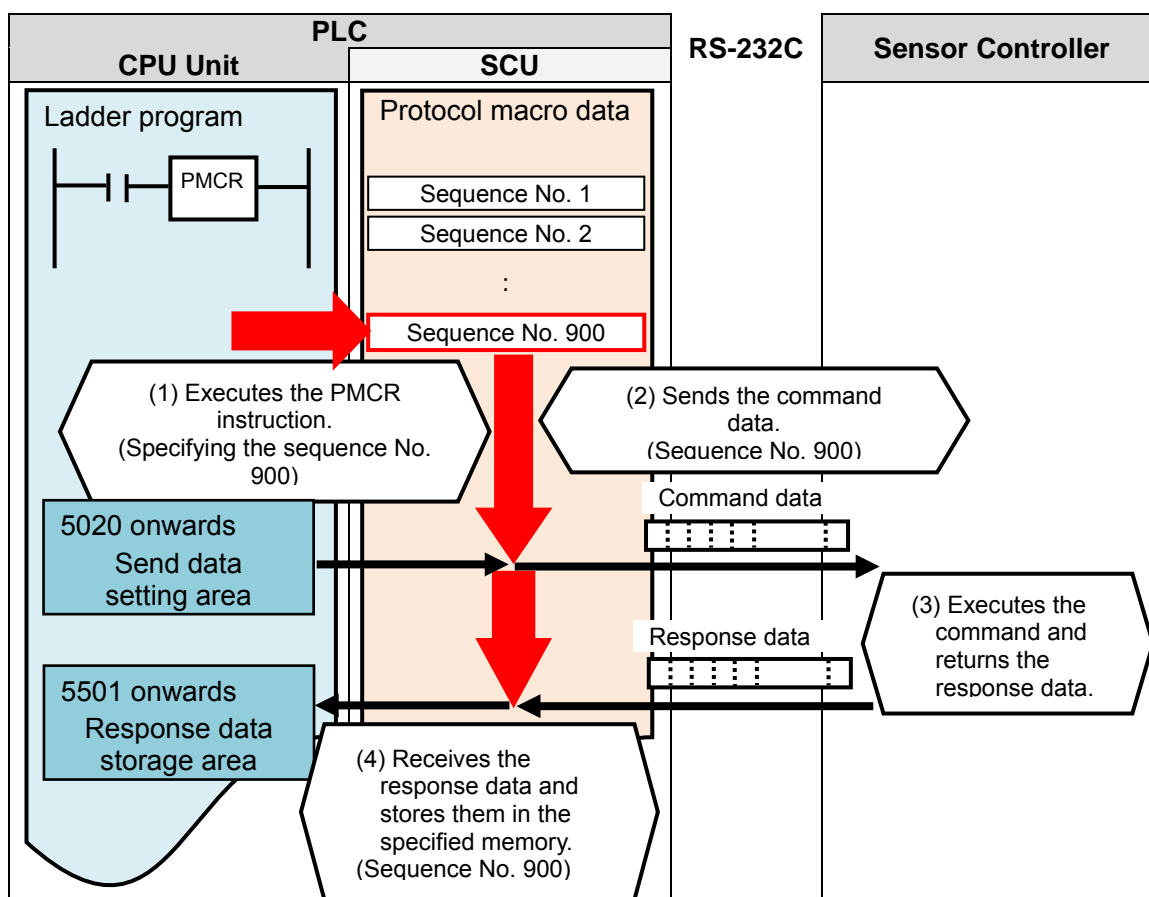 PLC
RS-232C
Sensor Controller
CPU Unit
SCU
Ladder program
PMCR
Protocol macro data
Sequence No. 1
Sequence No. 2
:
Sequence No. 900
(1) Executes the PMCR
instruction.
(Specifying the sequence No.
900)
(2) Sends the command
data.
(Sequence No. 900)
Command data
5020 onwards
Send data
setting area
(3) Executes the
command and
returns the
response data.
Response data
5501 onwards
Response data
storage area
(4) Receives the
response data and
stores them in the
specified memory.
(Sequence No. 900)